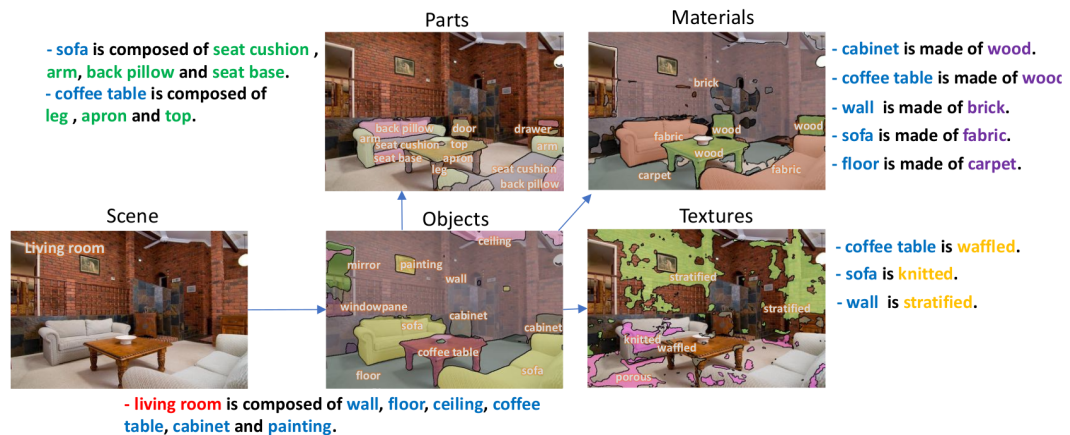 Parts
Materials
- sofa is composed of seat cushion ,
arm, back pillow and seat base.
- coffee table is composed of
leg , apron and top.
back pillow
door
drawer
arm
seat cushion
top
arm
seat base
apron
leg
seat cushion
back pillow
brick
fabric
wood
wood
wood
carpet
fabric
- cabinet is made of wood.
- coffee table is made of wood
- wall is made of brick.
- sofa is made of fabric.
- floor is made of carpet.
Scene
Objects
Textures
Living room
ceiling
mirror
painting
wall
windowpane
cabinet
sofa
cabinet
coffee table
floor
sofa
stratified
stratified
knitted
waffled
porous
- coffee table is waffled.
- sofa is knitted.
- wall is stratified.
- living room is composed of wall, floor, ceiling, coffee
table, cabinet and painting.